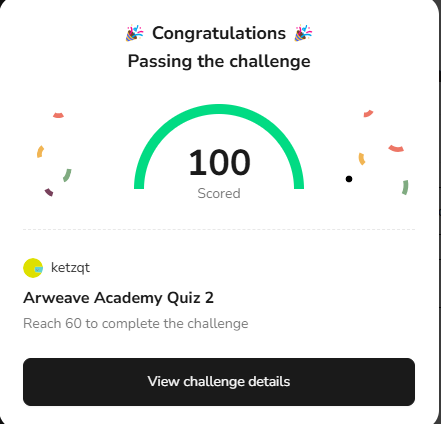 🎉 Congratulations 🎉
Passing the challenge
100
Scored
ketzqt
Arweave Academy Quiz 2
Reach 60 to complete the challenge
View challenge details